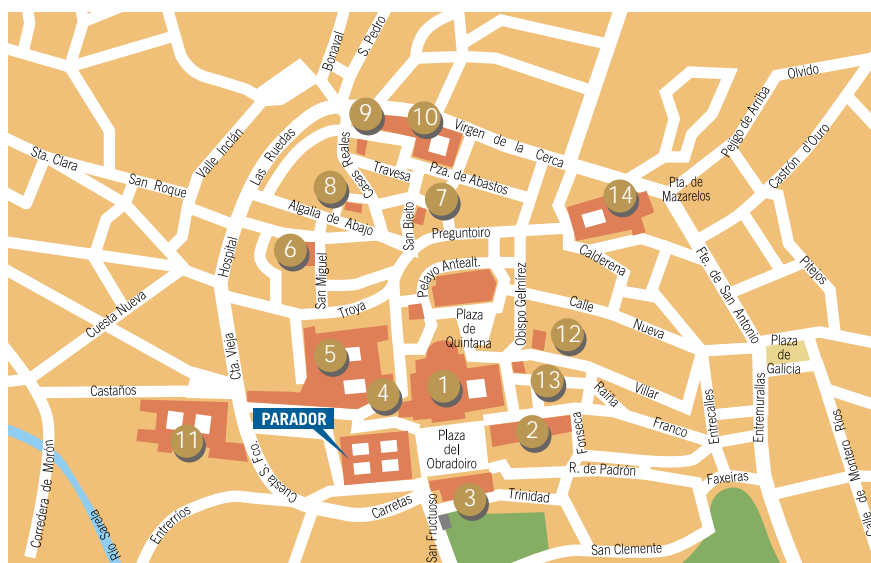 Bonaval
S. Pedro
Olvido
Peligo de Arriba
Castrón d'Ouro
9
10
Virgen de la Cerca
Valle Inclán
Las Ruedas
Casas Reales
Travesa
Pza. de Abastos
Sta. Clara
San Roque
8
7
14
Pta. de
Mazarelos
Algalia de Abajo
San Bieito
Preguntoiro
6
San Miguel
Hospital
Calderena
Fte. de San Antonio
Pitelos
Pelayo Antealt.
Obispo Gelmírez
Cuesta Nueva
Troya
Plaza
de
Quintana
Calle Nueva
12
Plaza
de
Galicia
Cta. Vieja
5
1
13
Raiña
Villar
Castaños
4
Franco
PARADOR
11
2
Fonseca
Entrecalles
Entremurallas
Calle de Montero Ríos
Plaza
del
Obradoiro
R. de Padrón
Faxeiras
Corredera de Morón
Río Sarela
Cuesta S. Fco.
Entrerríos
Carretas
San Fructuoso
3
Trinidad
San Clemente